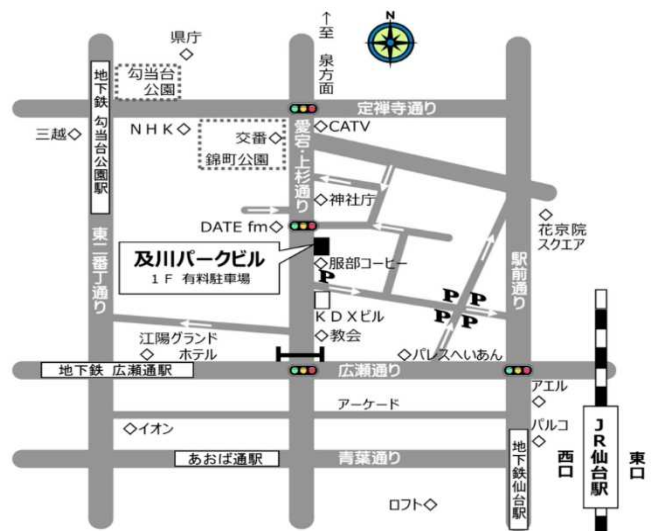 ↑至 泉方面
N
県庁
勾当台
公園
地下鉄 勾当台公園駅
定禅寺通り
三越
NHK
交番
錦町公園
CATV
愛宕・上杉通り
神社庁
DATE fm
花京院
スクエア
及川パークビル
1F 有料駐車場
服部コーヒー
P
東二番丁通り
駅前通り
P P
P P
KDXビル
教会
江陽グランド
ホテル
パレスへいあん
地下鉄 広瀬通駅
広瀬通り
アエル
アーケード
パルコ
イオン
あおば通駅
青葉通り
地下鉄仙台駅
西口
JR仙台駅
東口
ロフト